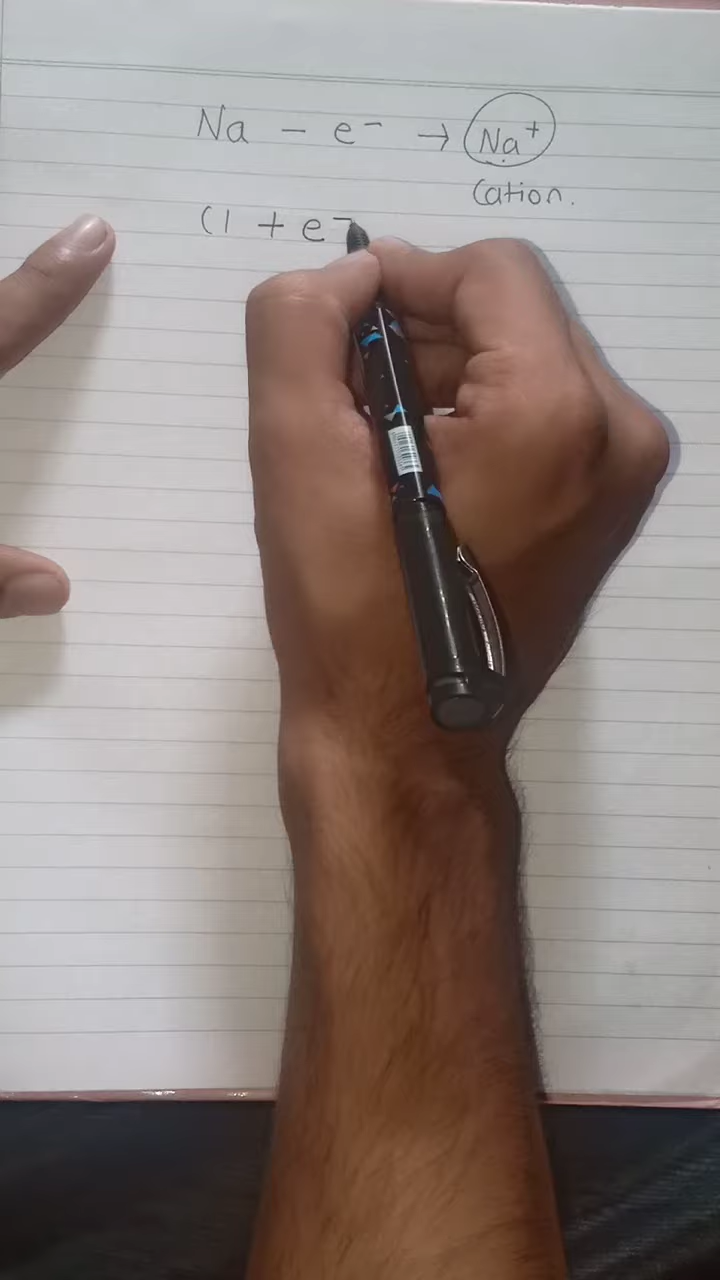 Na - e⁻ → Na⁺
Cation.
Cl + e⁻